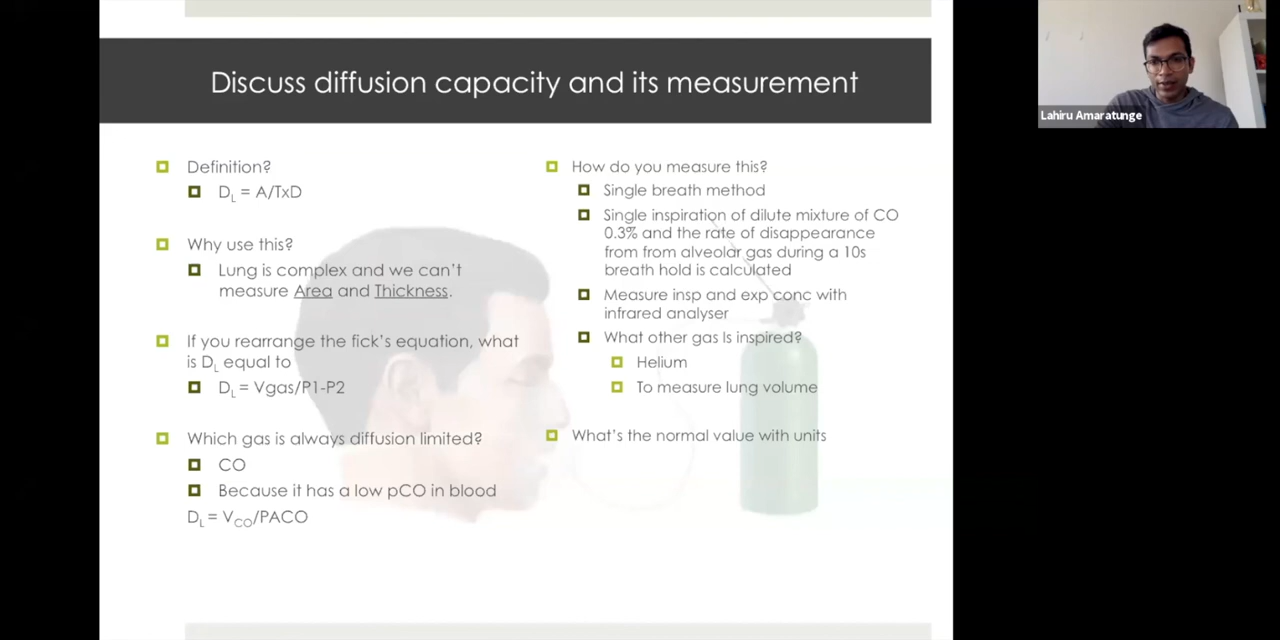 Discuss diffusion capacity and its measurement
Definition?
DL = A/TxD
Why use this?
Lung is complex and we can't
measure Area and Thickness.
If you rearrange the fick's equation, what
is DL equal to
DL = Vgas/P1-P2
Which gas is always diffusion limited?
CO
Because it has a low pCO in blood
DL = VCO/PACO
How do you measure this?
Single breath method
Single inspiration of dilute mixture of CO
0.3% and the rate of disappearance
from from alveolar gas during a 10s
breath hold is calculated
Measure insp and exp conc with
infrared analyser
What other gas Is inspired?
Helium
To measure lung volume
What's the normal value with units
Lahiru Amaratunge